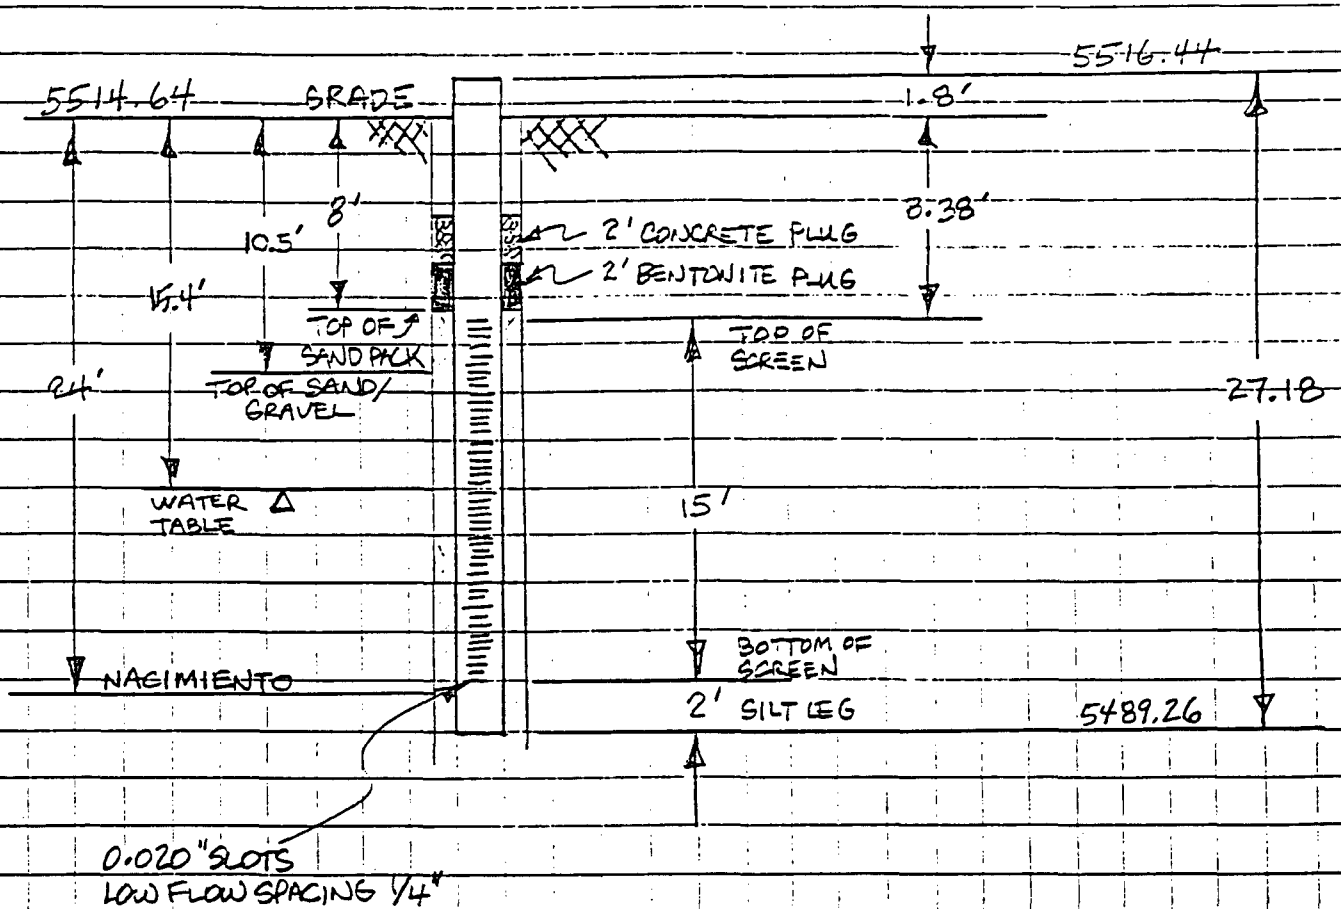 5516.44
5514.64 GRADE 1.8'
8' 8.38'
10.5' 2' CONCRETE PLUG
15.4' 2' BENTONITE PLUG
TOP OF
SAND PACK
TOP OF
SCREEN
24' TOP OF SAND/
GRAVEL
27.18
WATER
TABLE
15'
BOTTOM OF
SCREEN
NACIMIENTO
2' SILT LEG 5489.26
0.020" SLOTS
LOW FLOW SPACING 1/4"